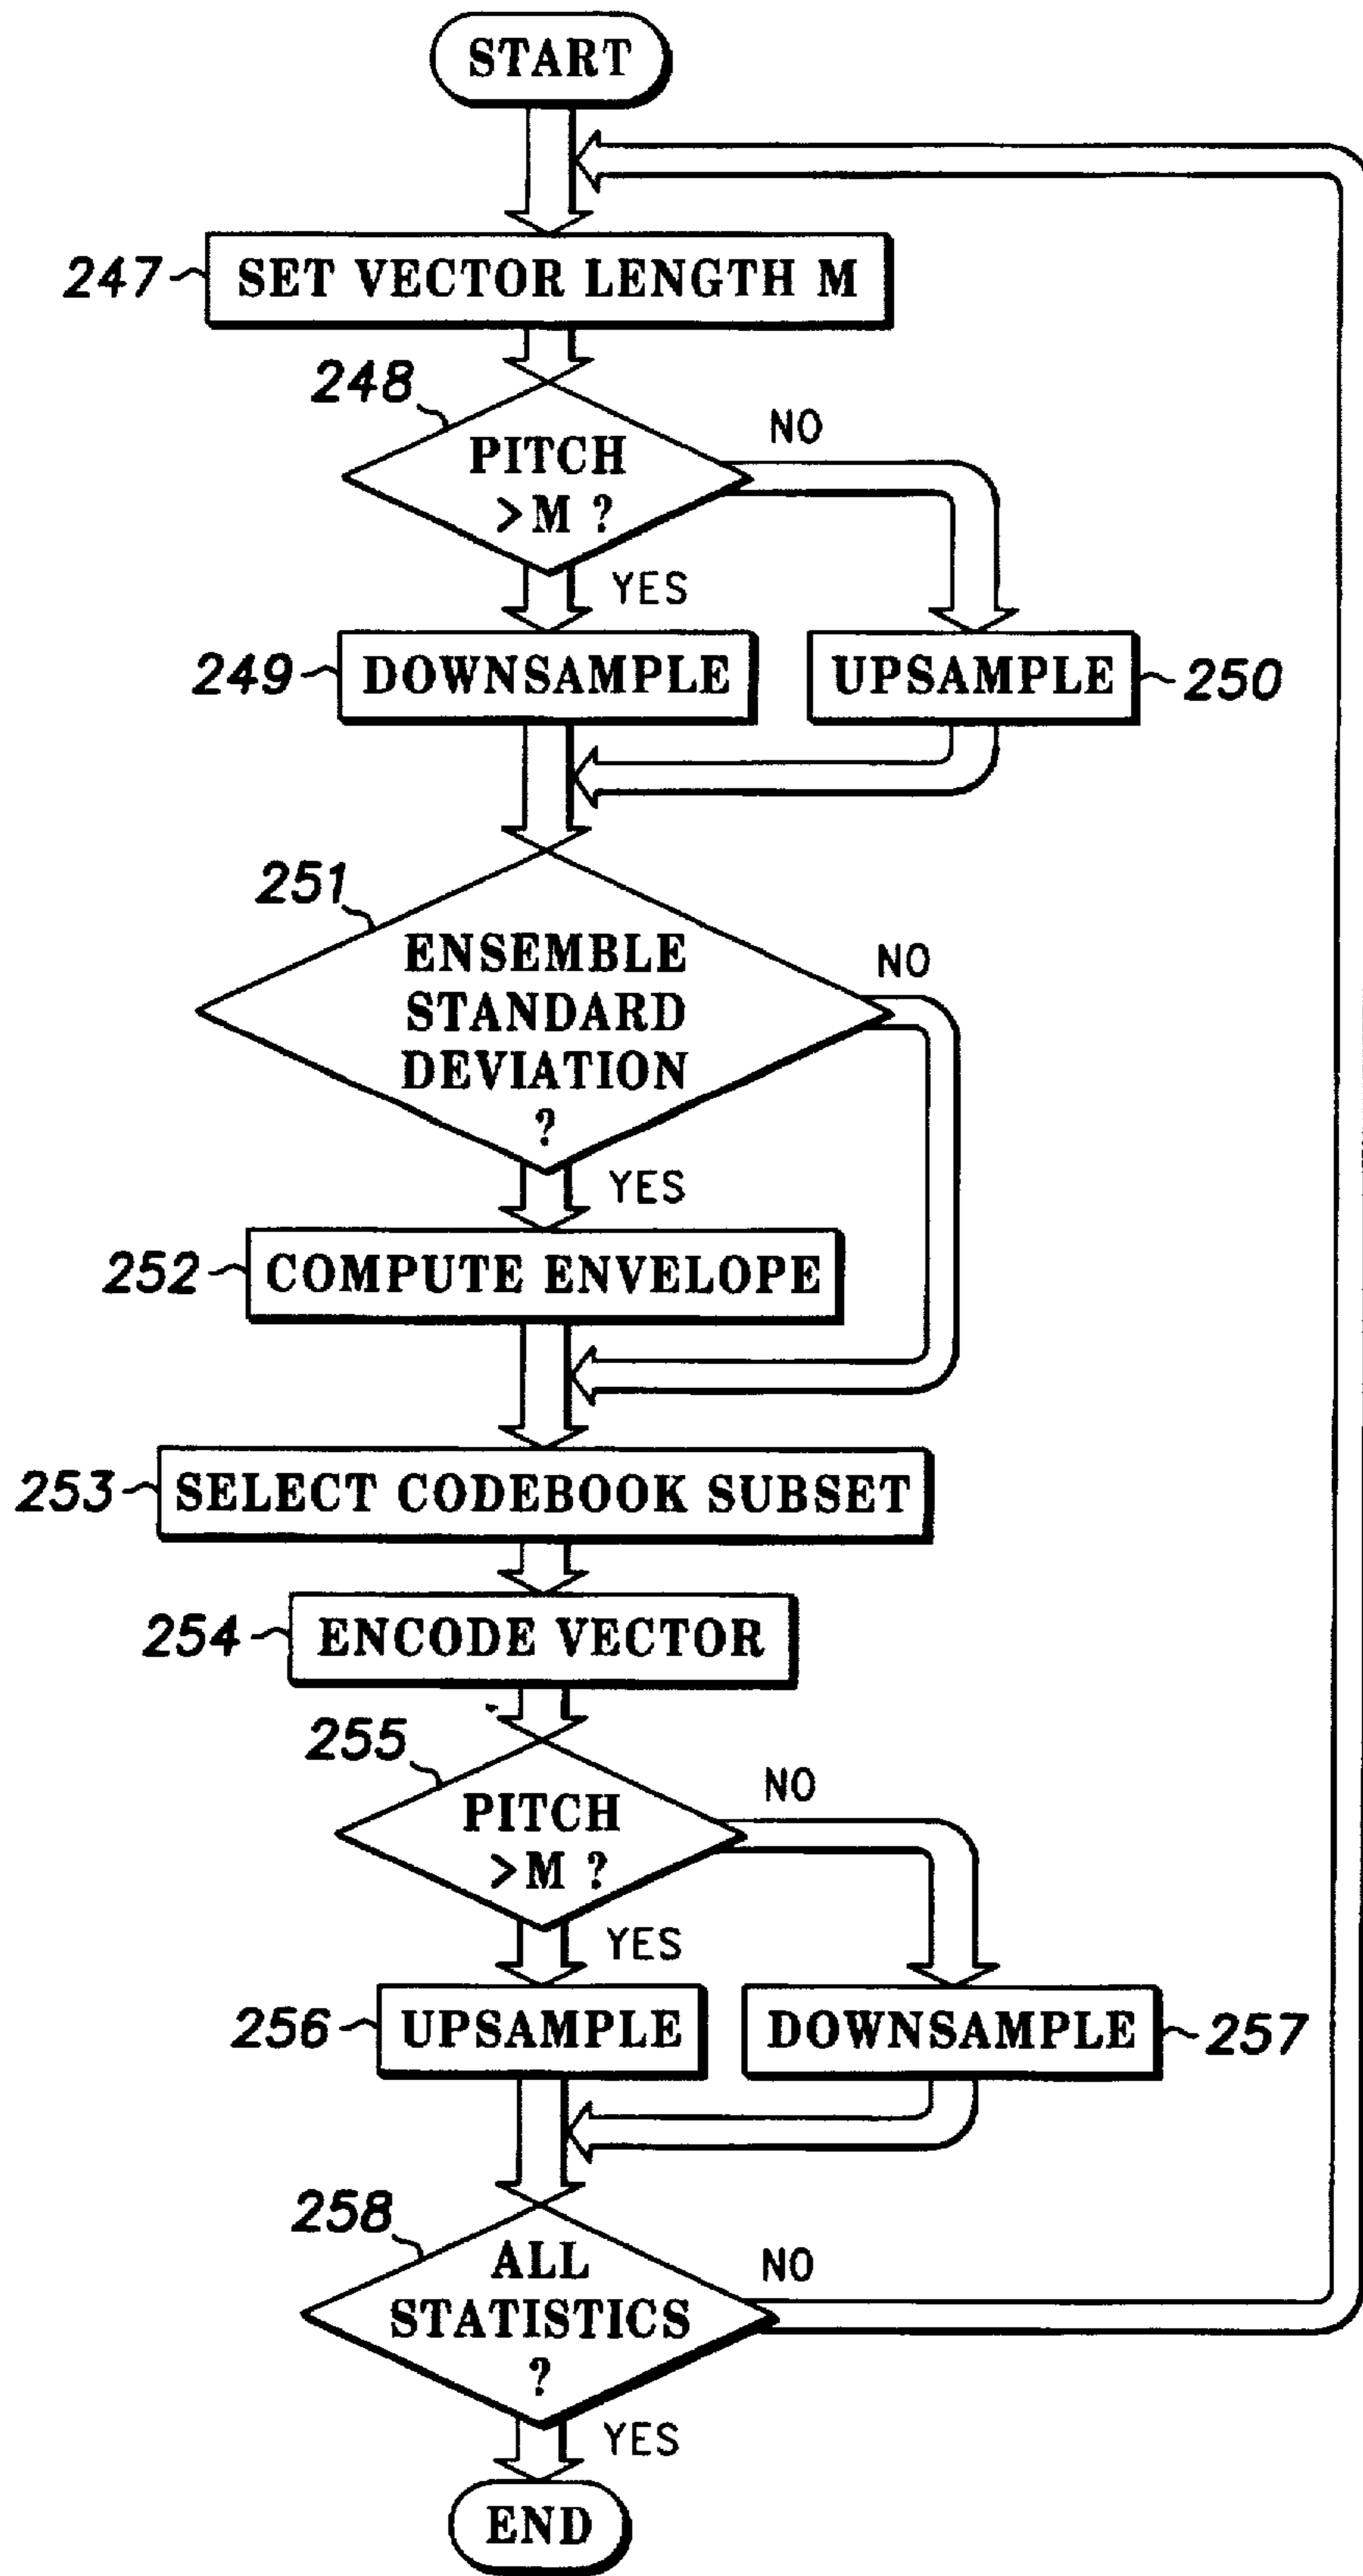 START
247
SET VECTOR LENGTH M
248
PITCH
>M ?
NO
YES
249
DOWNSAMPLE
UPSAMPLE
250
251
ENSEMBLE
STANDARD
DEVIATION
?
NO
YES
252
COMPUTE ENVELOPE
253
SELECT CODEBOOK SUBSET
254
ENCODE VECTOR
255
PITCH
>M ?
NO
YES
256
UPSAMPLE
DOWNSAMPLE
257
258
ALL
STATISTICS
?
NO
YES
END